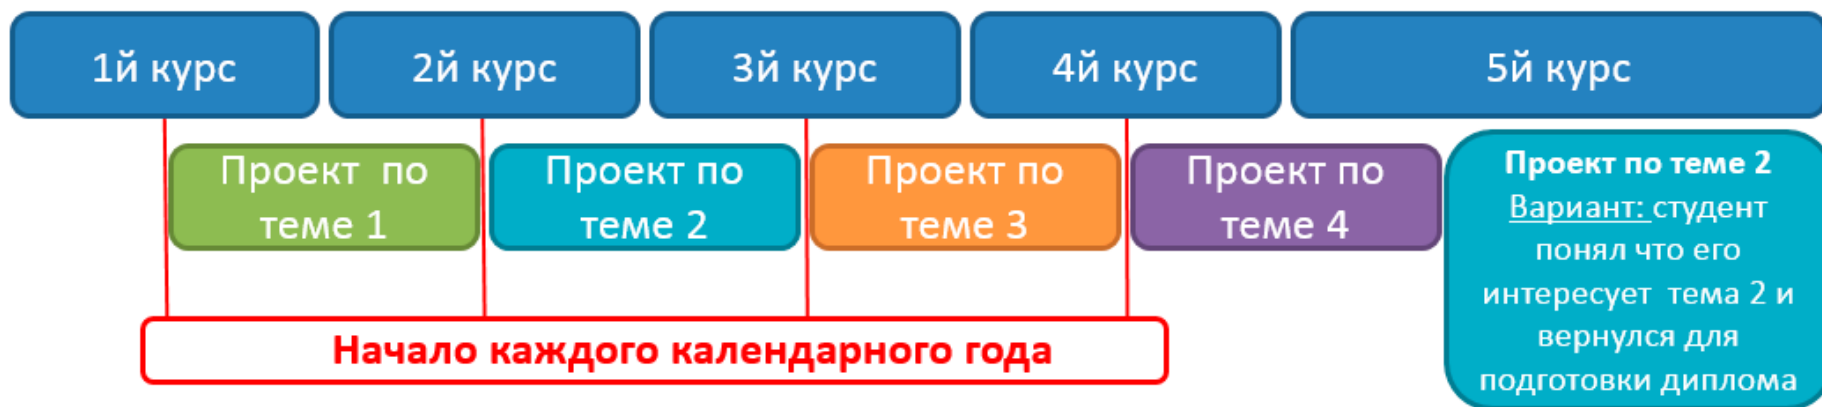 1й курс
2й курс
3й курс
4й курс
5й курс
Проект по
теме 1
Проект по
теме 2
Проект по
теме 3
Проект по
теме 4
Проект по теме 2
Вариант: студент
понял что его
интересует тема 2 и
вернулся для
подготовки диплома
Начало каждого календарного года